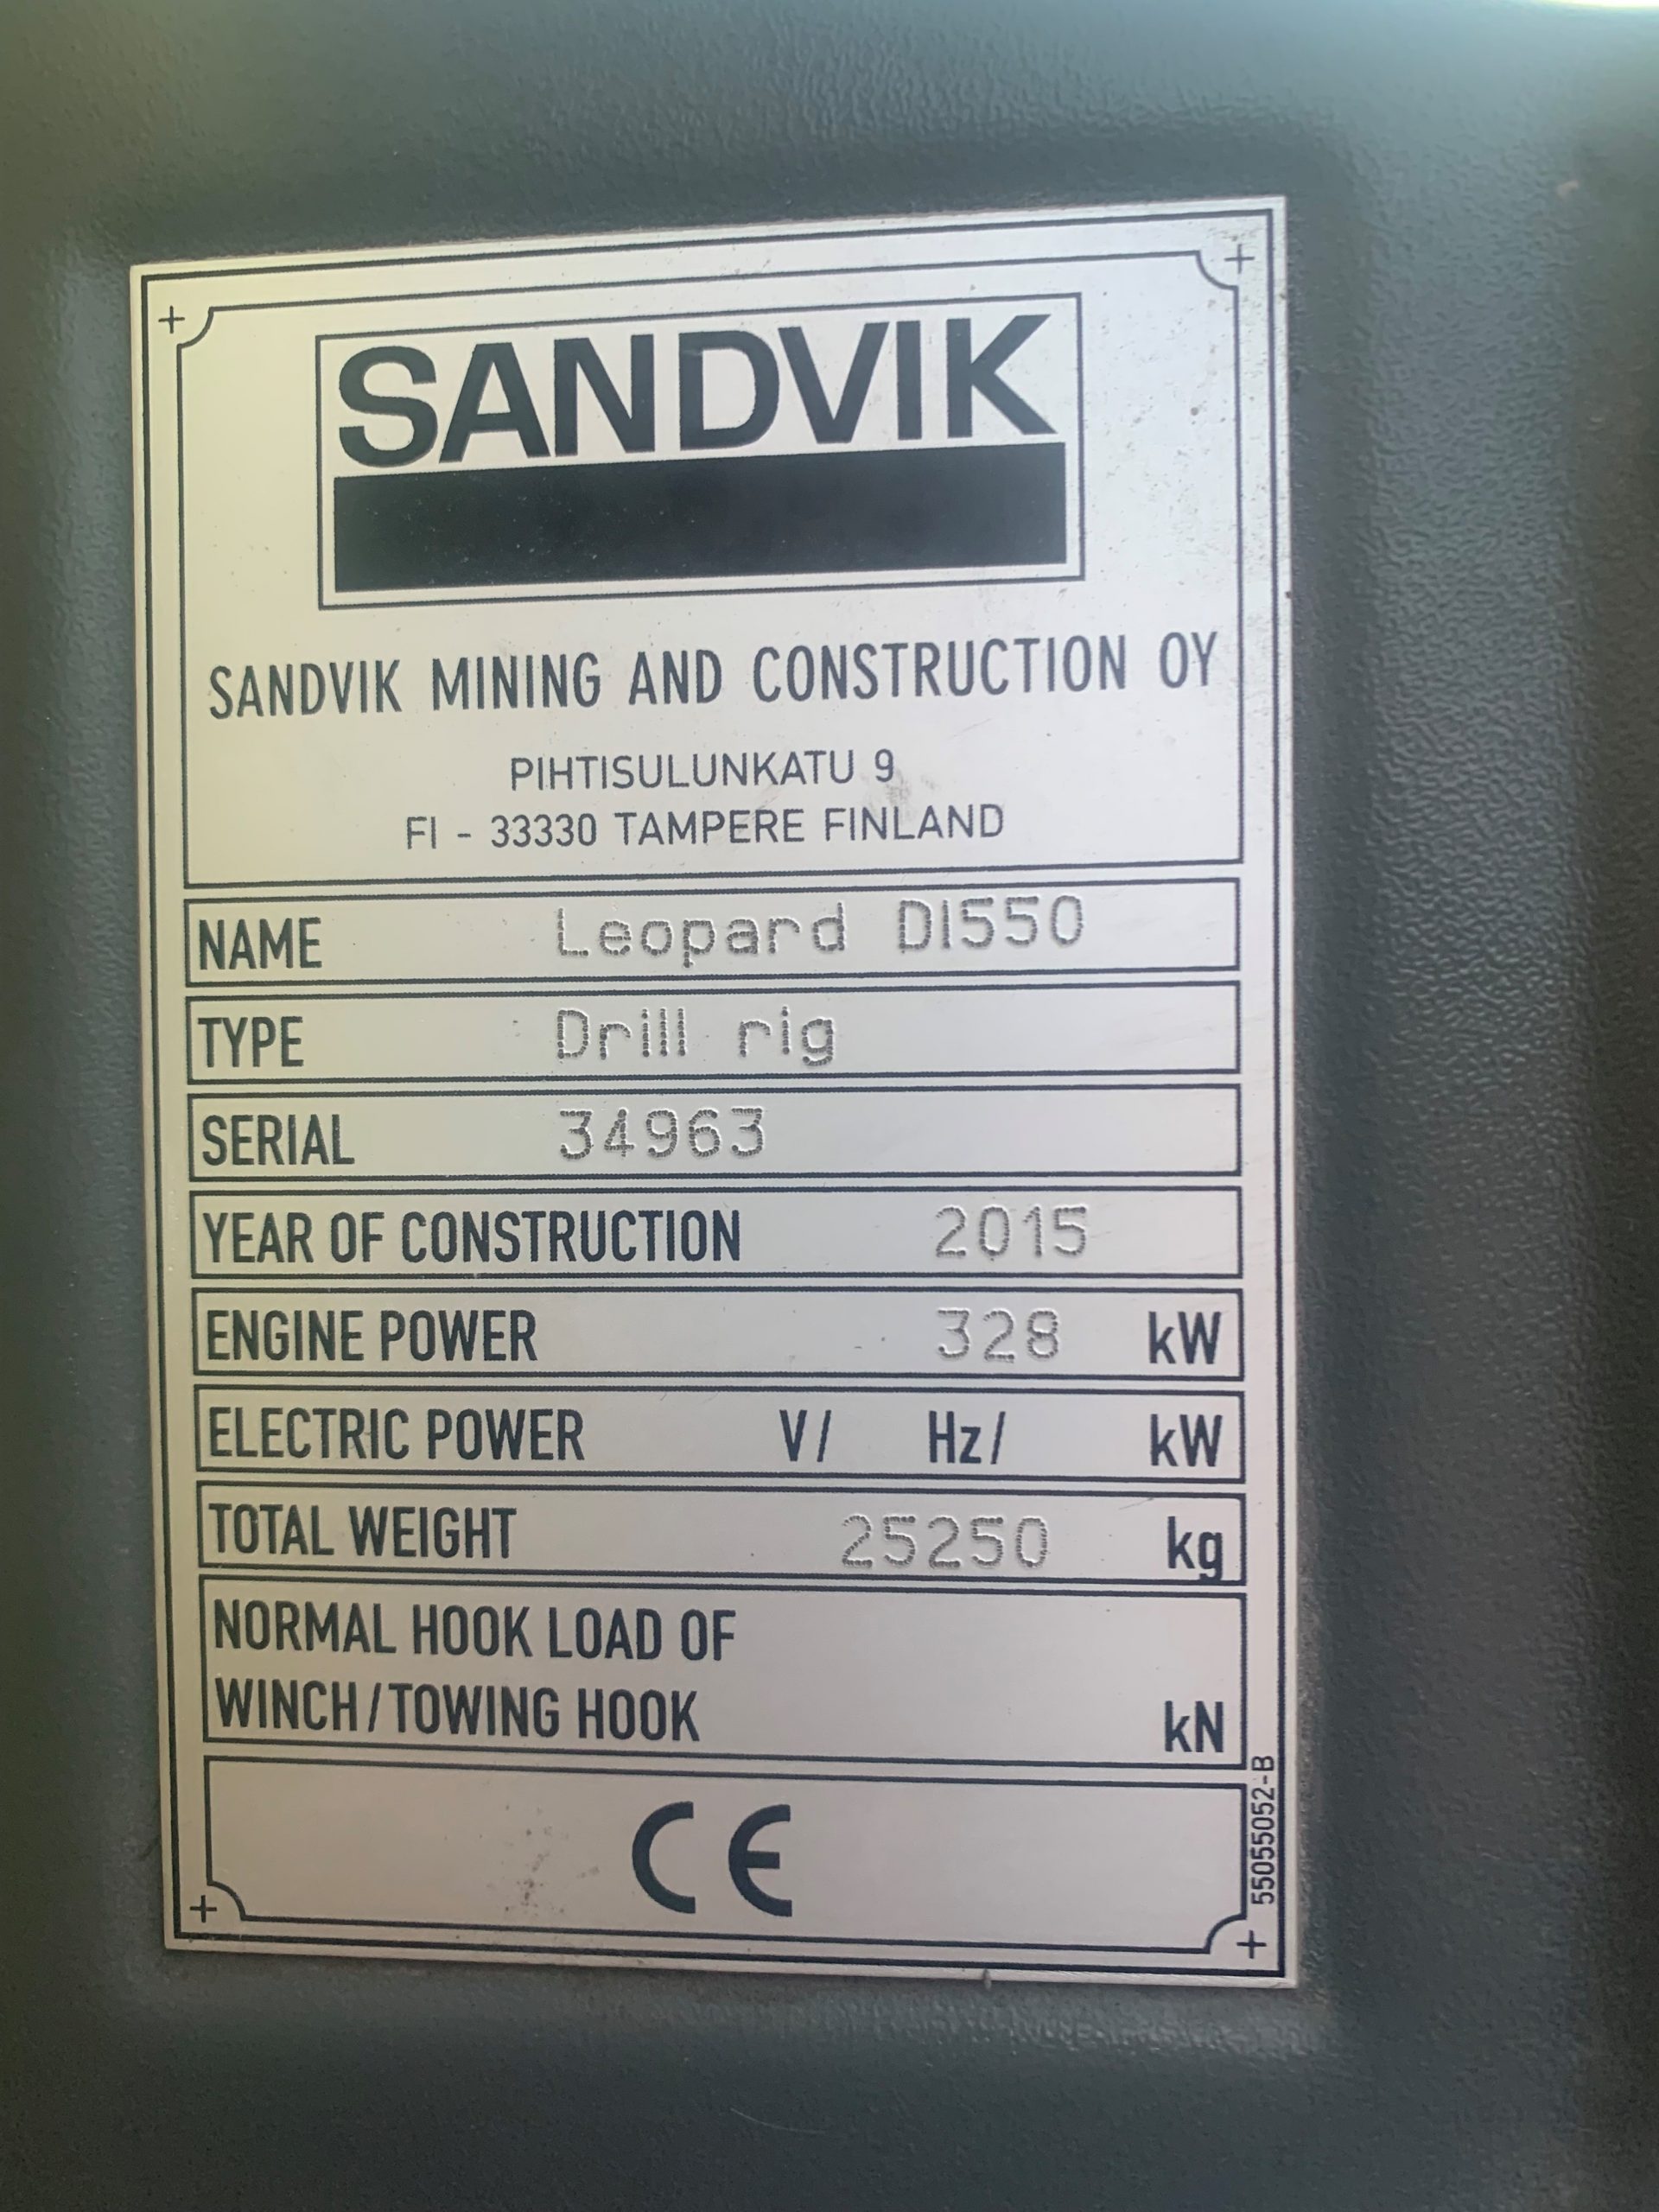 SANDVIK
SANDVIK MINING AND CONSTRUCTION OY
PIHTISULUNKATU 9
FI - 33330 TAMPERE FINLAND
NAME Leopard DI550
TYPE Drill rig
SERIAL 34963
YEAR OF CONSTRUCTION 2015
ENGINE POWER 328 kW
ELECTRIC POWER V/ Hz/ kW
TOTAL WEIGHT 25250 kg
NORMAL HOOK LOAD OF
WINCH/TOWING HOOK kN
CE
55055052-B